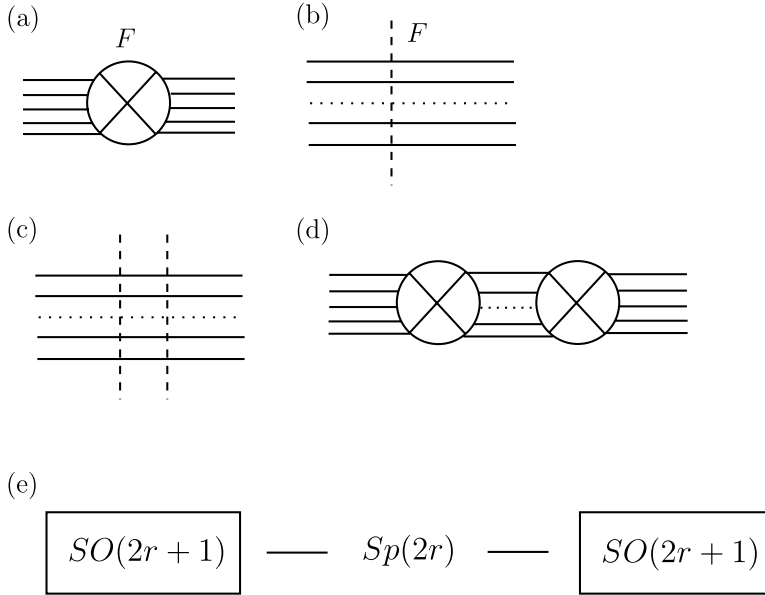 (a)
F
(b)
F
(c)
(d)
(e)
SO(2r + 1)
Sp(2r)
SO(2r + 1)